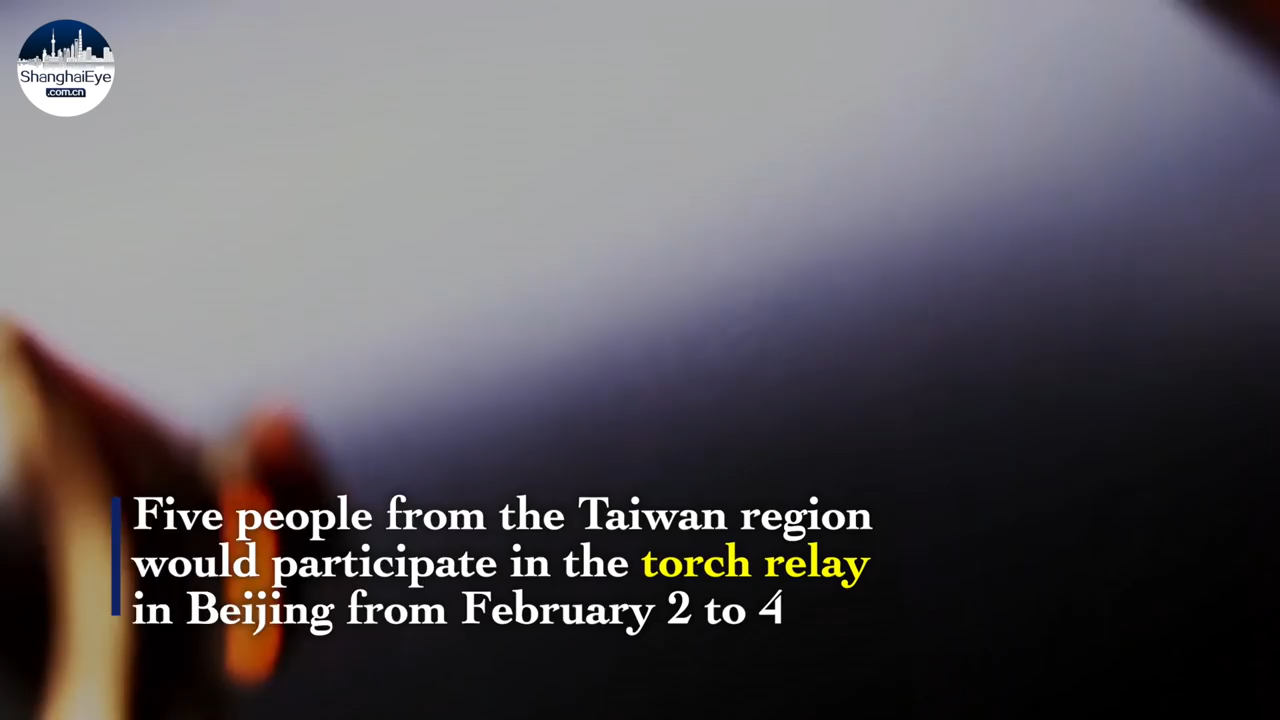 ShanghaiEye
.com.cn
Five people from the Taiwan region
would participate in the torch relay
in Beijing from February 2 to 4